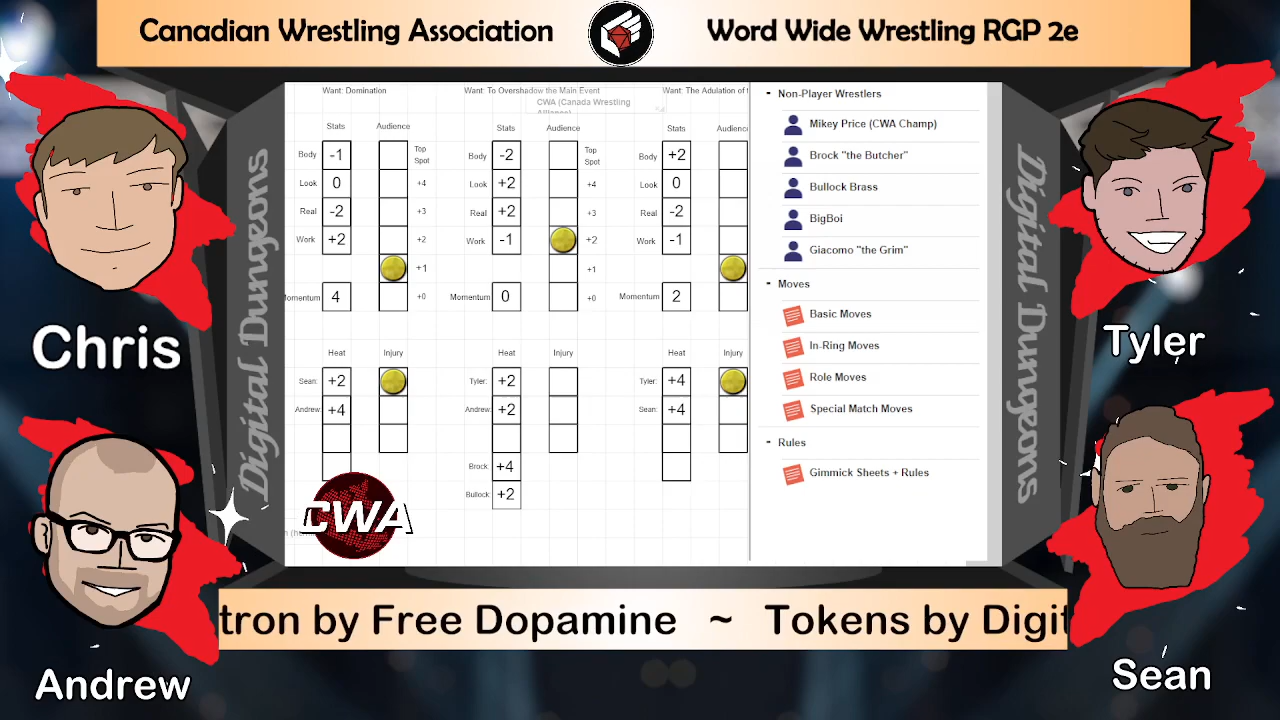 Canadian Wrestling Association
Word Wide Wrestling RGP 2e
Chris
Andrew
Tyler
Sean
Digital Dungeons
Digital Dungeons
Want: Domination
Want: To Overshadow the Main Event
Want: The Adulation of
CWA (Canada Wrestling
Stats Audience
Body -1 Top Spot
Look 0 +4
Real -2 +3
Work +2 +2
+1
Momentum 4 +0
Heat Injury
Sean: +2
Andrew: +4
Stats Audience
Body -2 Top Spot
Look +2 +4
Real +2 +3
Work -1 +2
+1
Momentum 0 +0
Heat Injury
Tyler: +2
Andrew: +2
Brock: +4
Bullock: +2
Stats Audienc
Body +2
Look 0
Real -2
Work -1
Momentum 2
Heat Injury
Tyler: +4
Sean: +4
CWA
Non-Player Wrestlers
Mikey Price (CWA Champ)
Brock "the Butcher"
Bullock Brass
BigBoi
Giacomo "the Grim"
Moves
Basic Moves
In-Ring Moves
Role Moves
Special Match Moves
Rules
Gimmick Sheets + Rules
tron by Free Dopamine ~ Tokens by Digit